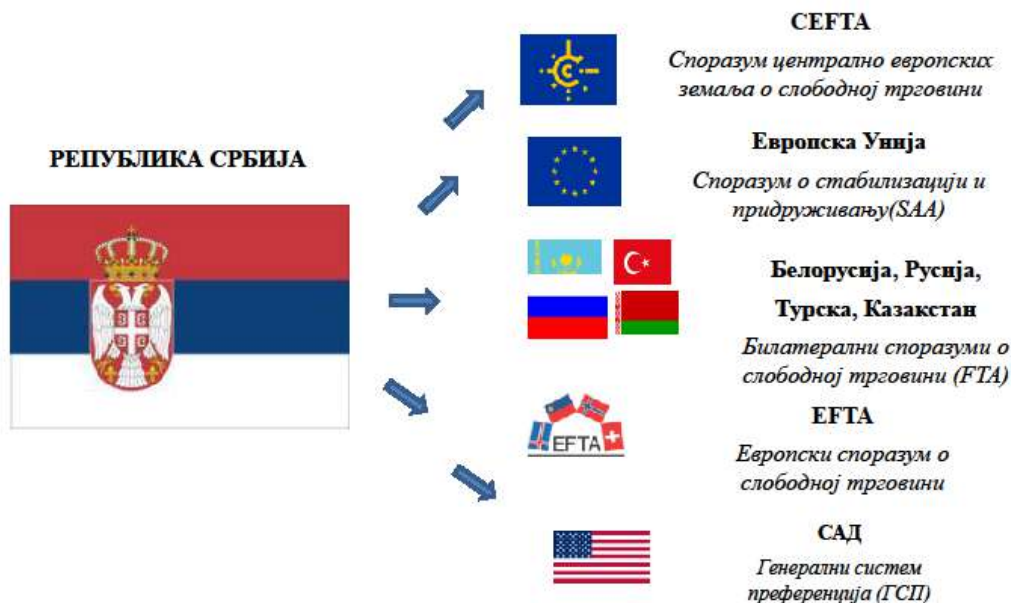 CEFTA
Споразум централно европских
земаља о слободној трговини
РЕПУБЛИКА СРБИЈА
Европска Унија
Споразум о стабилизацији и
придруживању(SAA)
Белорусија, Русија,
Турска, Казакстан
Билатерални споразуми о
слободној трговини (FTA)
EFTA
EFTA
Европски споразум о
слободној трговини
САД
Генерални систем
преференција (ГСП)